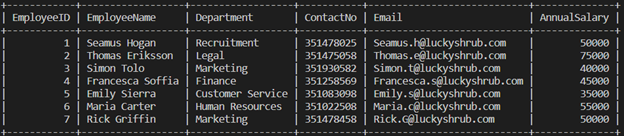 +------------+------------------+------------------+-----------+-------------------------+--------------+
| EmployeeID | EmployeeName | Department | ContactNo | Email | AnnualSalary |
+------------+------------------+------------------+-----------+-------------------------+--------------+
| 1 | Seamus Hogan | Recruitment | 351478025 | Seamus.h@luckyshrub.com | 50000 |
| 2 | Thomas Eriksson | Legal | 351475058 | Thomas.e@luckyshrub.com | 75000 |
| 3 | Simon Tolo | Marketing | 351930582 | Simon.t@luckyshrub.com | 40000 |
| 4 | Francesca Soffia | Finance | 351258569 | Francesca.s@luckyshrub.com | 45000 |
| 5 | Emily Sierra | Customer Service | 351083098 | Emily.s@luckyshrub.com | 35000 |
| 6 | Maria Carter | Human Resources | 351022508 | Maria.c@luckyshrub.com | 55000 |
| 7 | Rick Griffin | Marketing | 351478458 | Rick.G@luckyshrub.com | 50000 |
+------------+------------------+------------------+-----------+-------------------------+--------------+